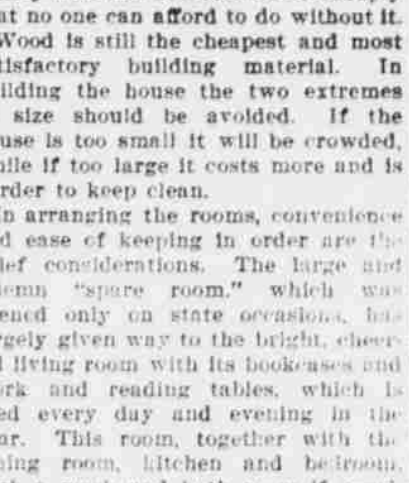 at no one can afford to do without it.
Wood is still the cheapest and most
tisfactory building material. In
ilding the house the two extremes
size should be avoided. If the
use is too small it will be crowded,
hile if too large it costs more and is
rder to keep clean.
n arranging the rooms, convenience
d ease of keeping in order are the
ief considerations. The large and
lemn "spare room," which was
ened only on state occasions, has
rgely given way to the bright, cheer-
l living room with its bookcases and
ork and reading tables, which is
ed every day and evening in the
ar. This room, together with the
ning room, kitchen and bedroom,